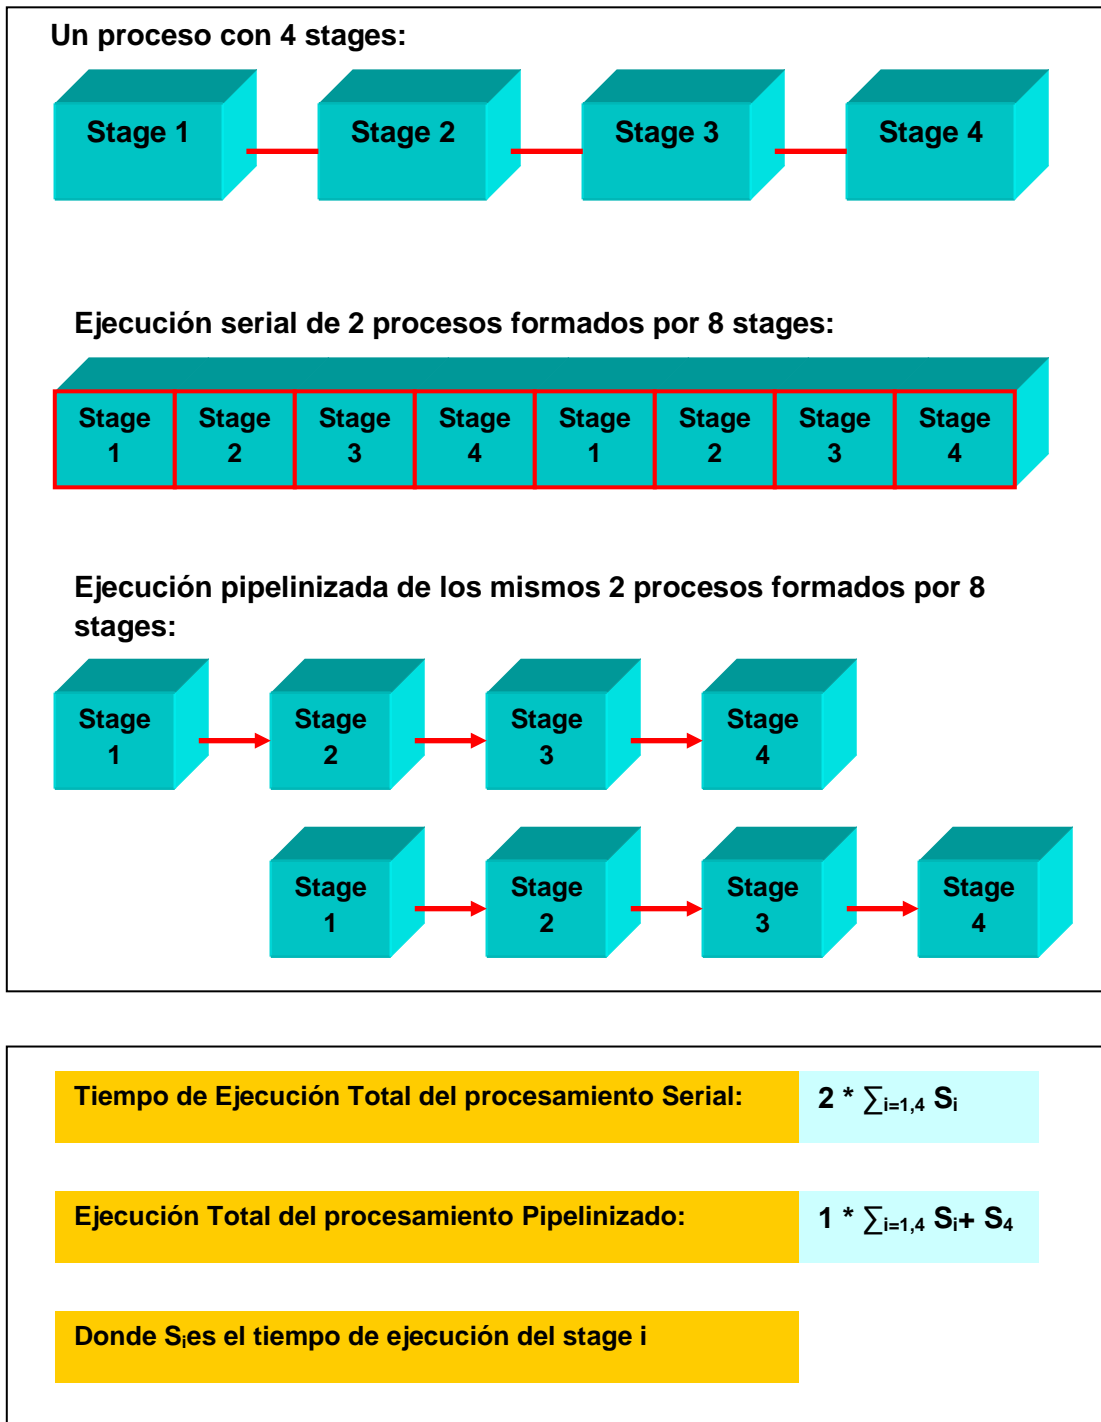 Un proceso con 4 stages:
Stage 1 Stage 2 Stage 3 Stage 4
Ejecución serial de 2 procesos formados por 8 stages:
Stage Stage Stage Stage Stage Stage Stage Stage
1 2 3 4 1 2 3 4
Ejecución pipelinizada de los mismos 2 procesos formados por 8
stages:
Stage Stage Stage Stage
1 2 3 4
Stage Stage Stage Stage
1 2 3 4
Tiempo de Ejecución Total del procesamiento Serial: 2 * ∑i=1,4 Si
Ejecución Total del procesamiento Pipelinizado: 1 * ∑i=1,4 Si+ S4
Donde Sies el tiempo de ejecución del stage i